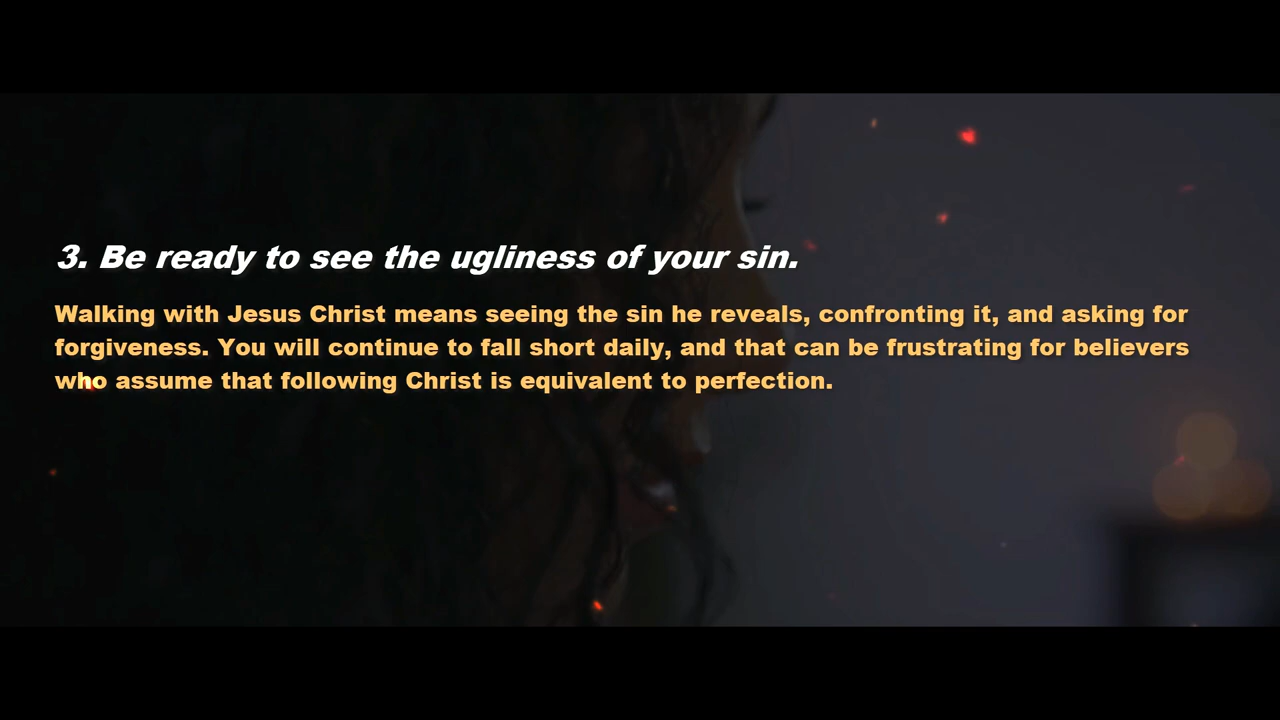 3. Be ready to see the ugliness of your sin.
Walking with Jesus Christ means seeing the sin he reveals, confronting it, and asking for
forgiveness. You will continue to fall short daily, and that can be frustrating for believers
who assume that following Christ is equivalent to perfection.